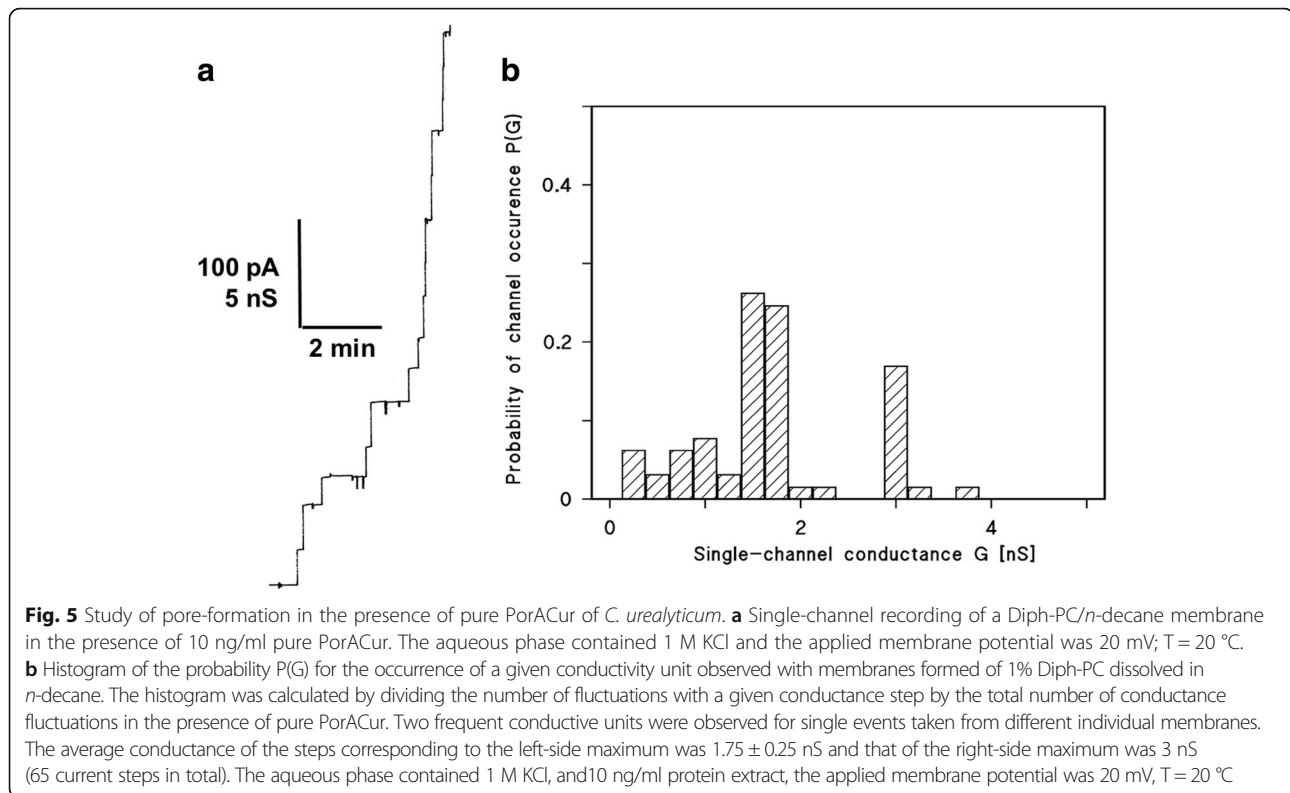 a
100 pA
5 nS
2 min
b
Probability of channel occurence P(G)
0.4
0.2
0
0
2
4
Single-channel conductance G [nS]
Fig. 5 Study of pore-formation in the presence of pure PorACur of C. urealyticum. a Single-channel recording of a Diph-PC/n-decane membrane
in the presence of 10 ng/ml pure PorACur. The aqueous phase contained 1 M KCl and the applied membrane potential was 20 mV; T = 20 °C.
b Histogram of the probability P(G) for the occurrence of a given conductivity unit observed with membranes formed of 1% Diph-PC dissolved in
n-decane. The histogram was calculated by dividing the number of fluctuations with a given conductance step by the total number of conductance
fluctuations in the presence of pure PorACur. Two frequent conductive units were observed for single events taken from different individual membranes.
The average conductance of the steps corresponding to the left-side maximum was 1.75 ± 0.25 nS and that of the right-side maximum was 3 nS
(65 current steps in total). The aqueous phase contained 1 M KCl, and10 ng/ml protein extract, the applied membrane potential was 20 mV, T = 20 °C